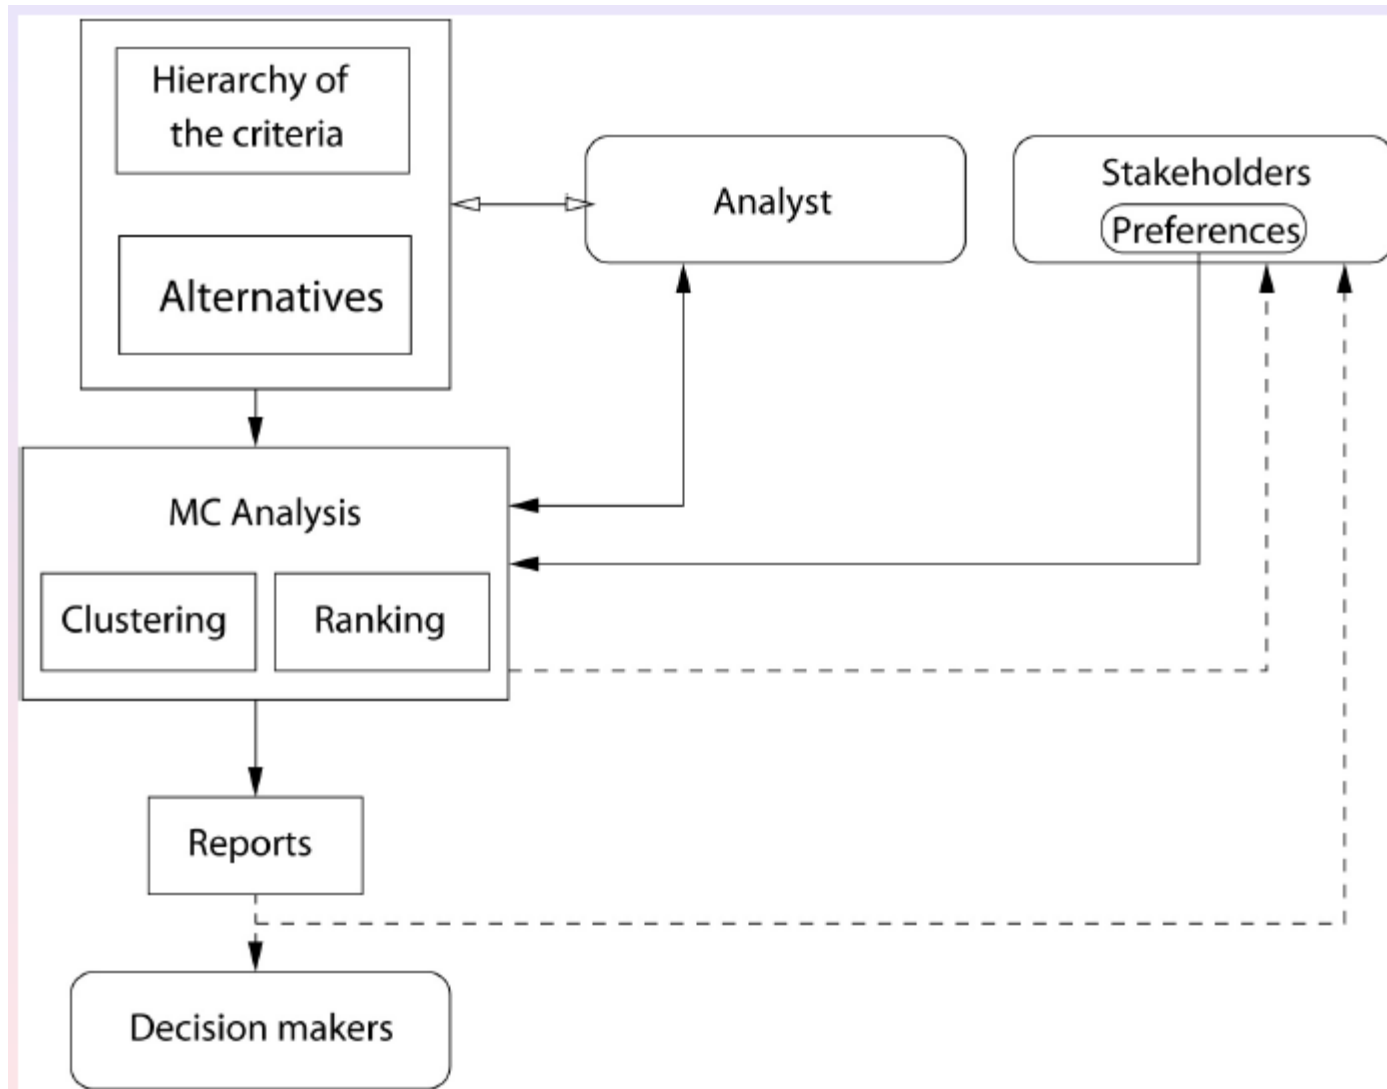 Hierarchy of
the criteria
Alternatives
Analyst
Stakeholders
Preferences
MC Analysis
Clustering
Ranking
Reports
Decision makers